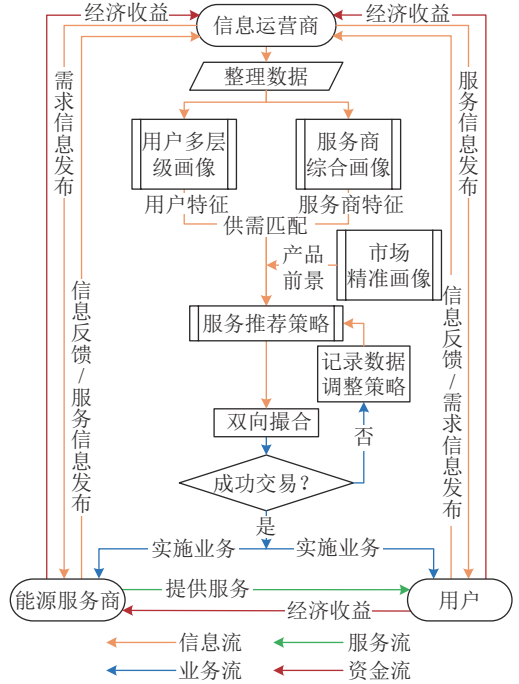 经济收益
经济收益
信息运营商
整理数据
需求信息发布
服务信息发布
用户多层
级画像
服务商
综合画像
用户特征
服务商特征
供需匹配
产品
前景
市场
精准画像
信息反馈/服务信息发布
信息反馈/需求信息发布
服务推荐策略
记录数据
调整策略
双向撮合
否
成功交易?
是
实施业务
实施业务
能源服务商
提供服务
用户
经济收益
信息流
服务流
业务流
资金流